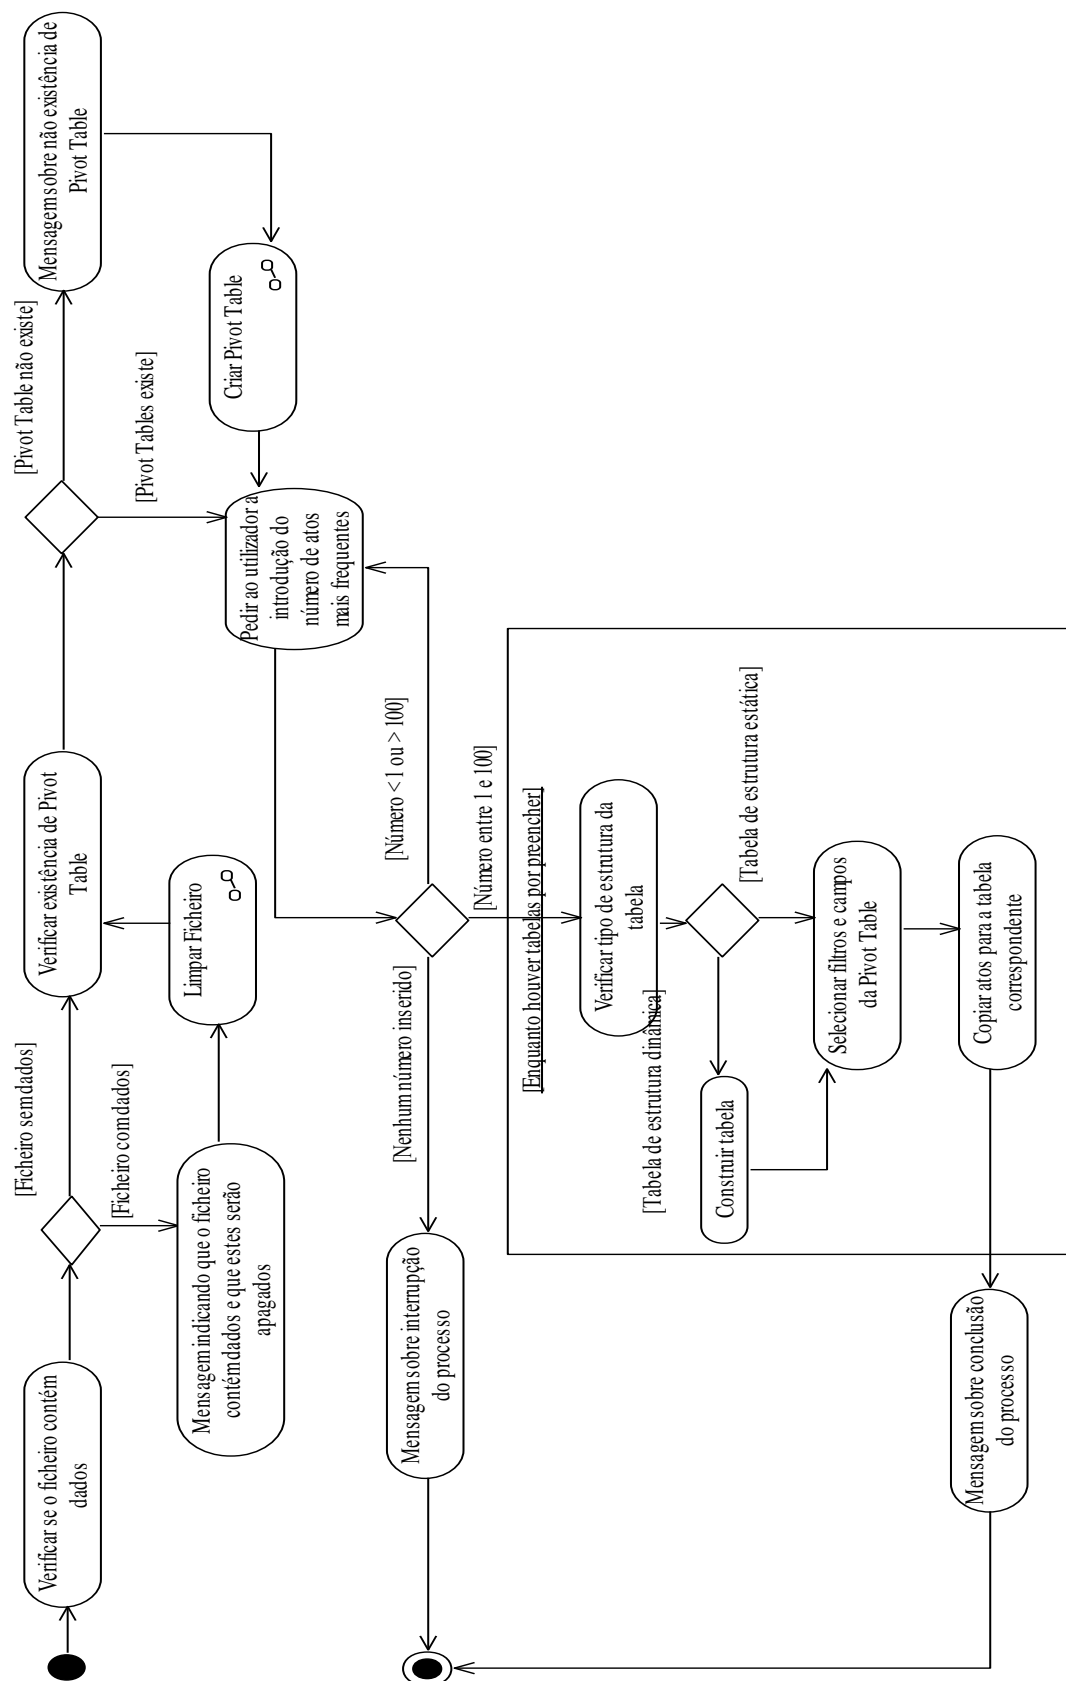 Verificar se o ficheiro contém
dados
[Ficheiro sem dados]
[Ficheiro com dados]
Mensagem indicando que o ficheiro
contém dados e que estes serão
apagados
Limpar Ficheiro
Verificar existência de Pivot
Table
[Pivot Table não existe]
[Pivot Tables existe]
Mensagem sobre não existência de
Pivot Table
Criar Pivot Table
Pedir ao utilizador a
introdução do
número de atos
mais frequentes
[Número <1 ou > 100]
[Número entre 1 e 100]
[Nenhum número inserido]
Mensagem sobre interrupção
do processo
[Enquanto houver tabelas por preencher]
Verificar tipo de estrutura da
tabela
[Tabela de estrutura dinâmica]
[Tabela de estrutura estática]
Construir tabela
Selecionar filtros e campos
da Pivot Table
Copiar atos para a tabela
correspondente
Mensagem sobre conclusão
do processo